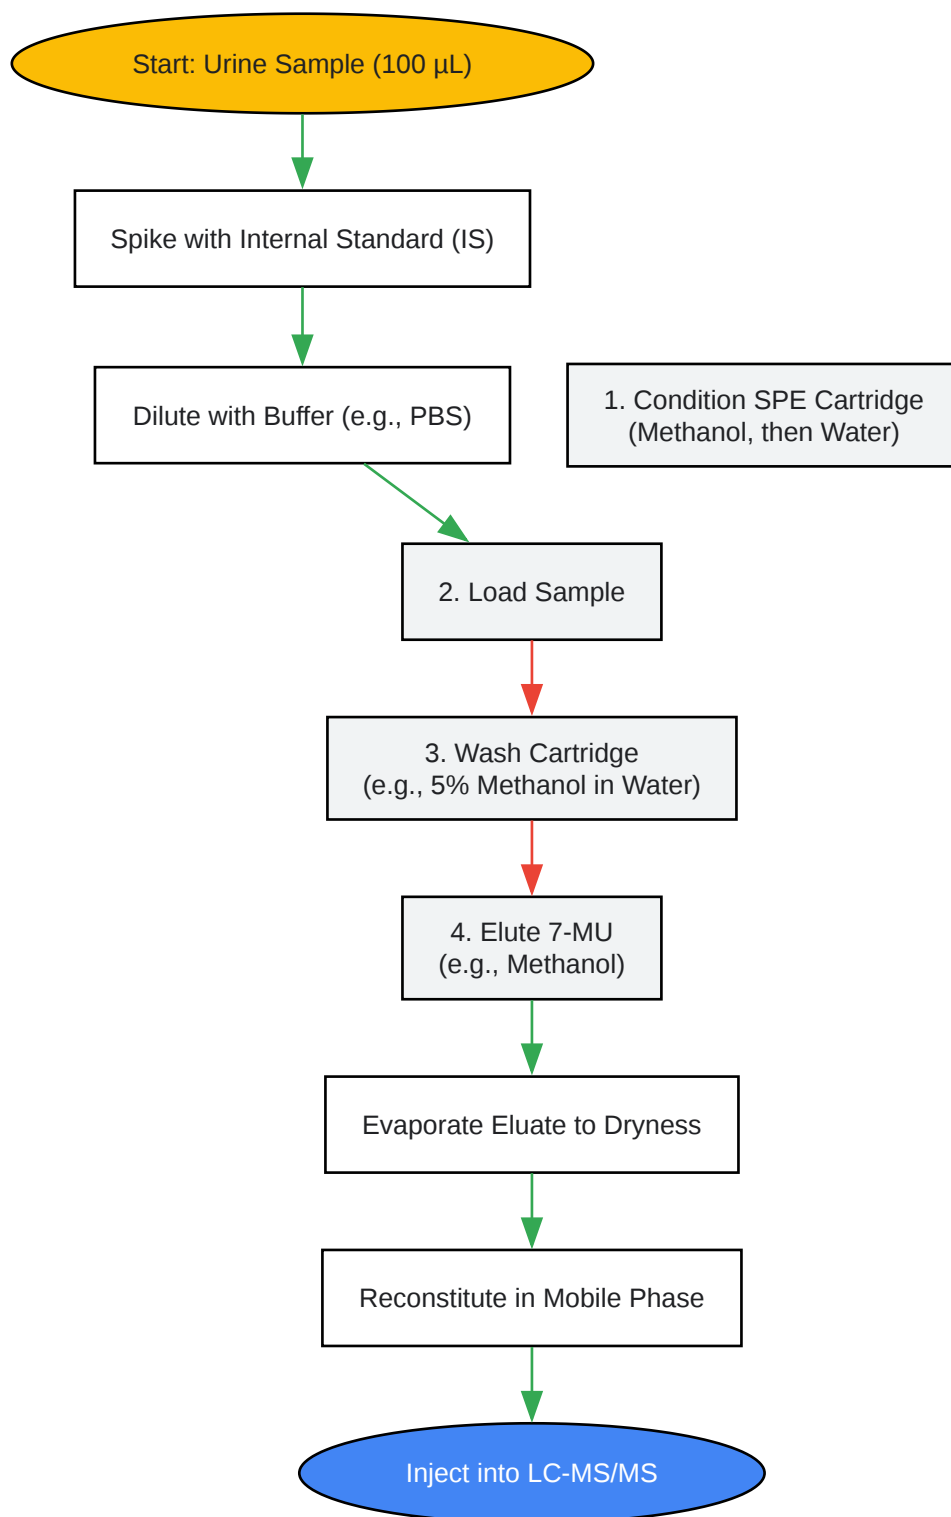 Start: Urine Sample (100 µL)
Spike with Internal Standard (IS)
Dilute with Buffer (e.g., PBS)
1. Condition SPE Cartridge
(Methanol, then Water)
2. Load Sample
3. Wash Cartridge
(e.g., 5% Methanol in Water)
4. Elute 7-MU
(e.g., Methanol)
Evaporate Eluate to Dryness
Reconstitute in Mobile Phase
Inject into LC-MS/MS